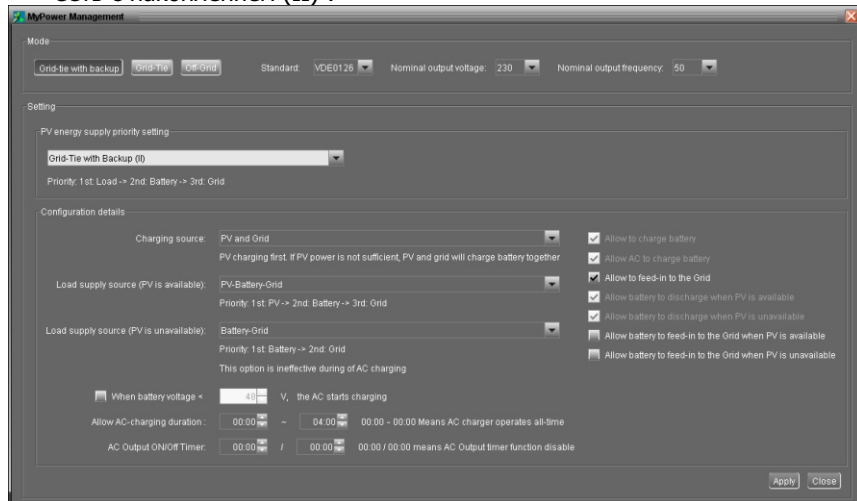 MyPower Management
Mode
Grid-tie with backup Grid-Tie Off-Grid Standard: VDE0126 Nominal output voltage: 230 Nominal output frequency: 50
Setting
PV energy supply priority setting
Grid-Tie with Backup (II)
Priority: 1st: Load -> 2nd: Battery -> 3rd: Grid
Configuration details
Charging source: PV and Grid
PV charging first. If PV power is not sufficient, PV and grid will charge battery together
Load supply source (PV is available): PV-Battery-Grid
Priority: 1st: PV -> 2nd: Battery -> 3rd: Grid
Load supply source (PV is unavailable): Battery-Grid
Priority: 1st: Battery -> 2nd: Grid
This option is ineffective during of AC charging
When battery voltage < 48 V, the AC starts charging
Allow AC-charging duration : 00:00 ~ 04:00 00:00 ~ 00:00 Means AC charger operates all-time
AC Output ON/Off Timer: 00:00 / 00:00 00:00 / 00:00 means AC Output timer function disable
Allow to charge battery
Allow AC to charge battery
Allow to feed-in to the Grid
Allow battery to discharge when PV is available
Allow battery to discharge when PV is unavailable
Allow battery to feed-in to the Grid when PV is available
Allow battery to feed-in to the Grid when PV is unavailable
Apply Close